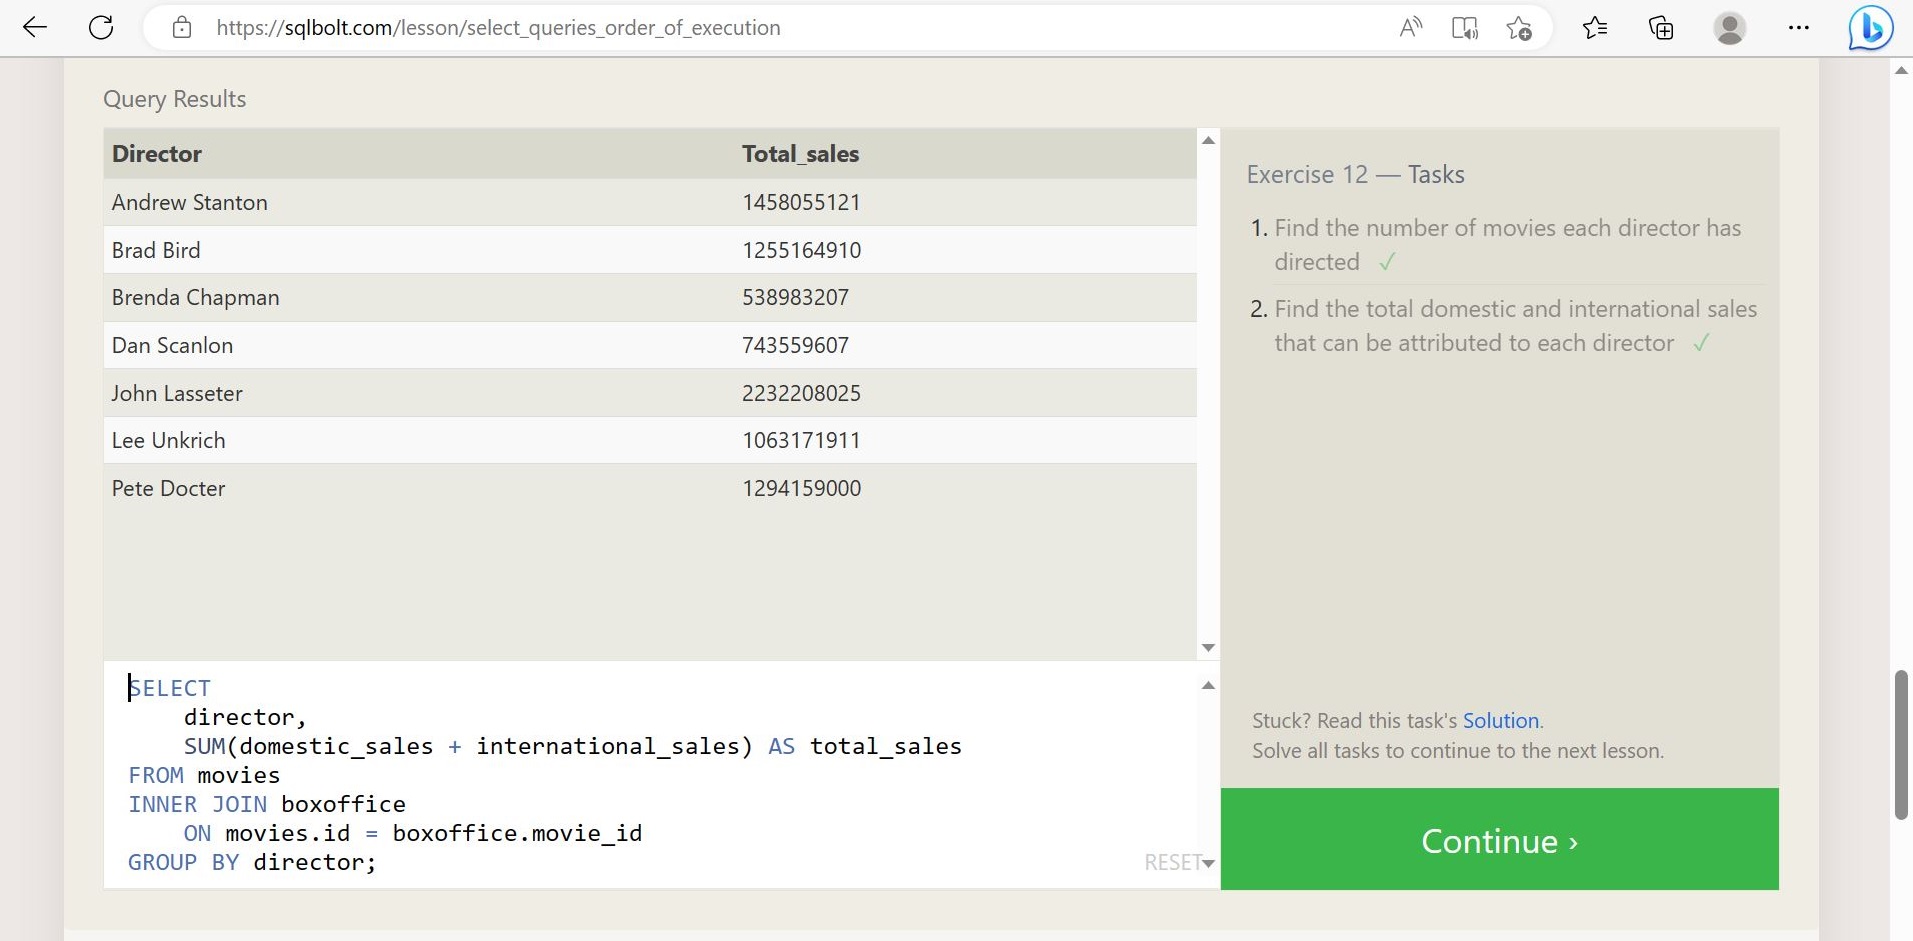 https://sqlbolt.com/lesson/select_queries_order_of_execution
Query Results
Director Total_sales
Andrew Stanton 1458055121
Brad Bird 1255164910
Brenda Chapman 538983207
Dan Scanlon 743559607
John Lasseter 2232208025
Lee Unkrich 1063171911
Pete Docter 1294159000
SELECT
director,
SUM(domestic_sales + international_sales) AS total_sales
FROM movies
INNER JOIN boxoffice
ON movies.id = boxoffice.movie_id
GROUP BY director;
RESET
Exercise 12 — Tasks
1. Find the number of movies each director has
directed ✓
2. Find the total domestic and international sales
that can be attributed to each director ✓
Stuck? Read this task's Solution.
Solve all tasks to continue to the next lesson.
Continue ›